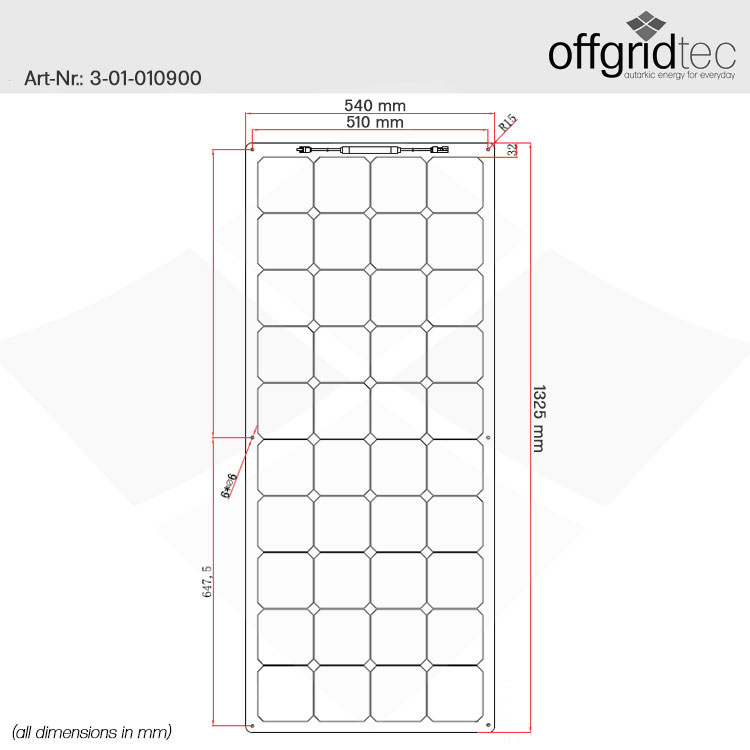 offgridtec
autarkic energy for everyday
Art-Nr.: 3-01-010900
540 mm
510 mm
R15
32
1325 mm
6*⌀6
647,5
(all dimensions in mm)